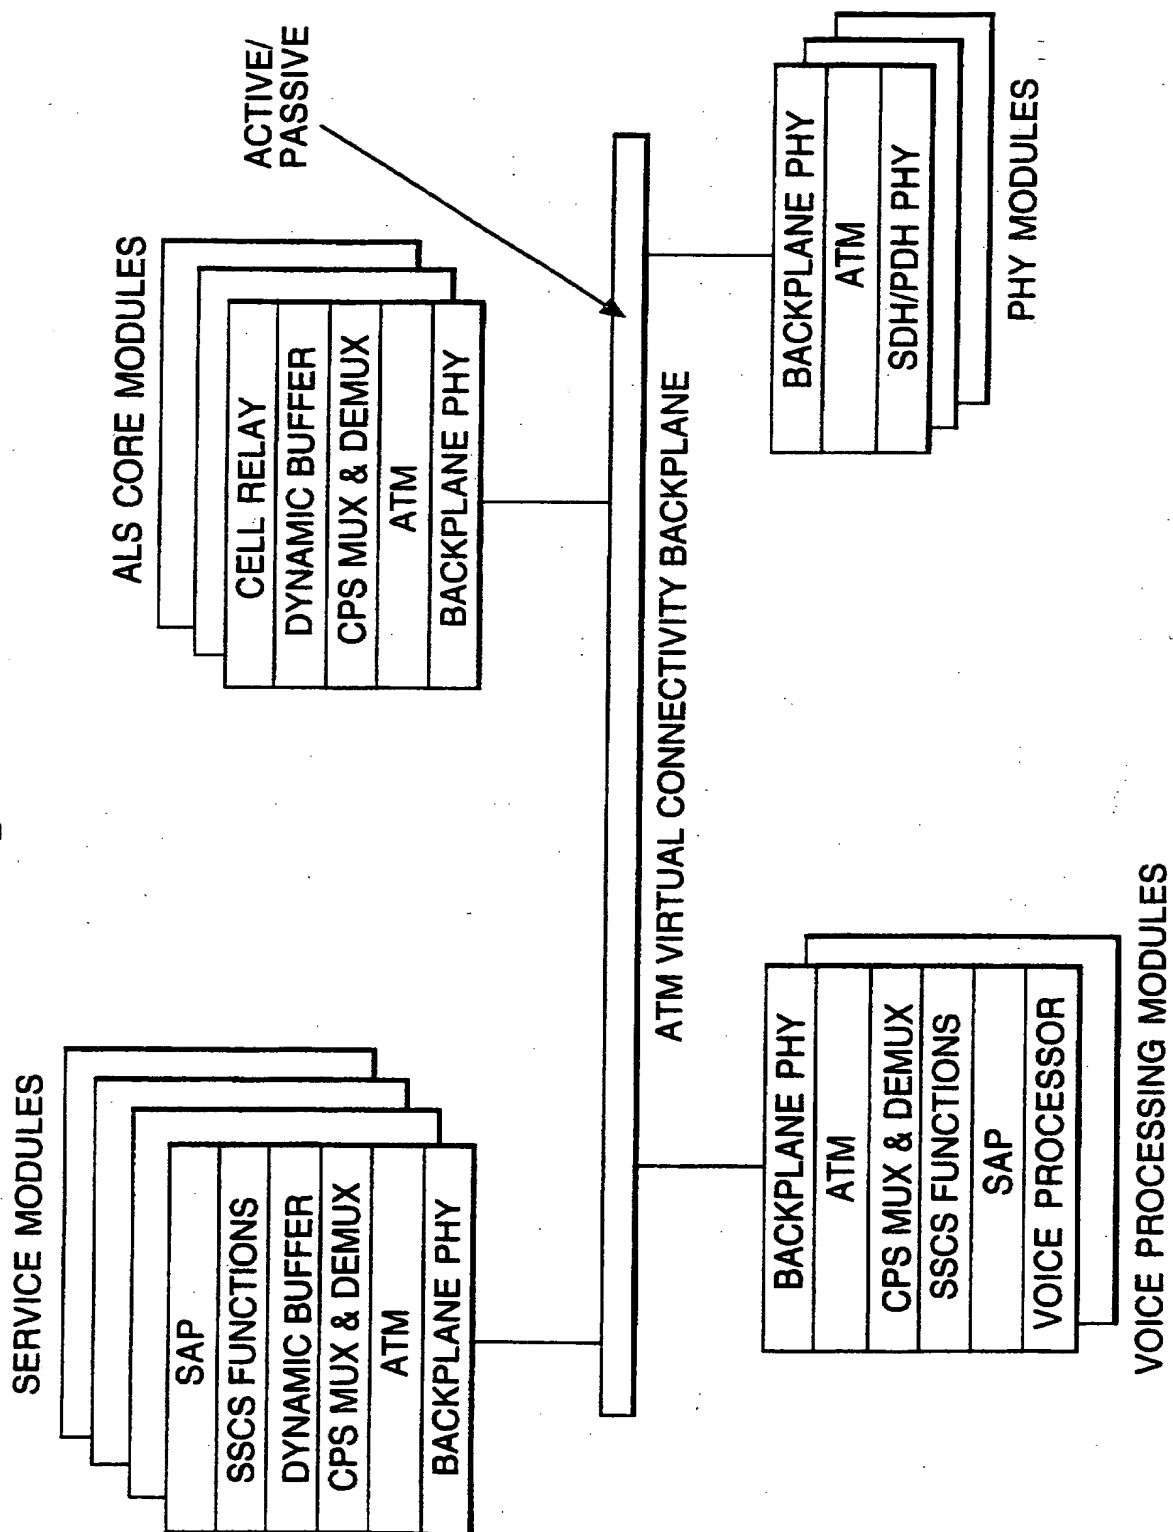 SERVICE MODULES
SAP
SSCS FUNCTIONS
DYNAMIC BUFFER
CPS MUX & DEMUX
ATM
BACKPLANE PHY
ALS CORE MODULES
CELL RELAY
DYNAMIC BUFFER
CPS MUX & DEMUX
ATM
BACKPLANE PHY
ACTIVE/
PASSIVE
ATM VIRTUAL CONNECTIVITY BACKPLANE
BACKPLANE PHY
ATM
CPS MUX & DEMUX
SSCS FUNCTIONS
SAP
VOICE PROCESSOR
VOICE PROCESSING MODULES
BACKPLANE PHY
ATM
SDH/PDH PHY
PHY MODULES